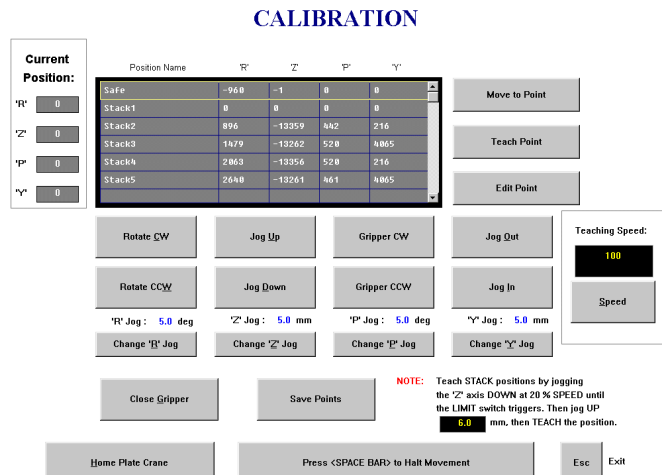 CALIBRATION
Current
Position:
'R' 0
'Z' 0
'P' 0
'Y' 0
Position Name 'R' 'Z' 'P' 'Y'
Safe -960 -1 0 0
Stack1 0 0 0 0
Stack2 896 -13359 442 216
Stack3 1479 -13262 520 4065
Stack4 2063 -13356 520 216
Stack5 2640 -13261 461 4065
Move to Point
Teach Point
Edit Point
Rotate CW Jog Up Gripper CW Jog Out
Rotate CCW Jog Down Gripper CCW Jog In
'R' Jog : 5.0 deg 'Z' Jog : 5.0 mm 'P' Jog : 5.0 deg 'Y' Jog : 5.0 mm
Change 'R' Jog Change 'Z' Jog Change 'P' Jog Change 'Y' Jog
Teaching Speed:
100
Speed
Close Gripper Save Points
NOTE: Teach STACK positions by jogging
the 'Z' axis DOWN at 20 % SPEED until
the LIMIT switch triggers. Then jog UP
6.0 mm, then TEACH the position.
Home Plate Crane Press <SPACE BAR> to Halt Movement Esc Exit